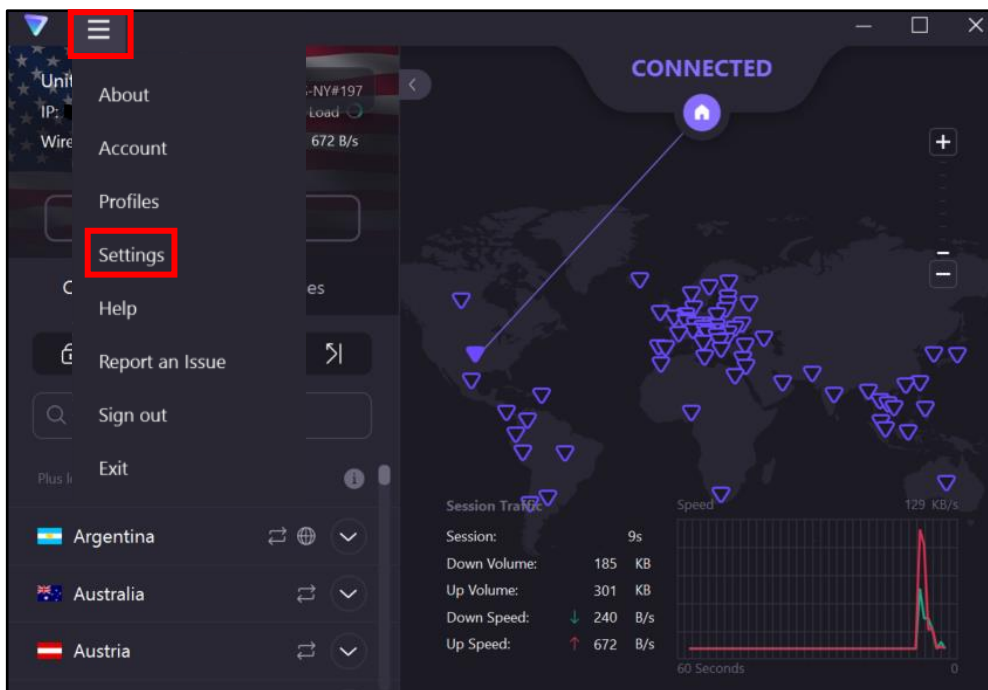 CONNECTED
-NY#197
IP:
Load
672 B/s
About
Account
Profiles
Settings
es
Help
Report an Issue
Sign out
Exit
Session Traffic
Speed
129 KB/s
Session: 9s
Down Volume: 185 KB
Up Volume: 301 KB
Down Speed: ↓ 240 B/s
Up Speed: ↑ 672 B/s
60 Seconds
0
Argentina
Australia
Austria